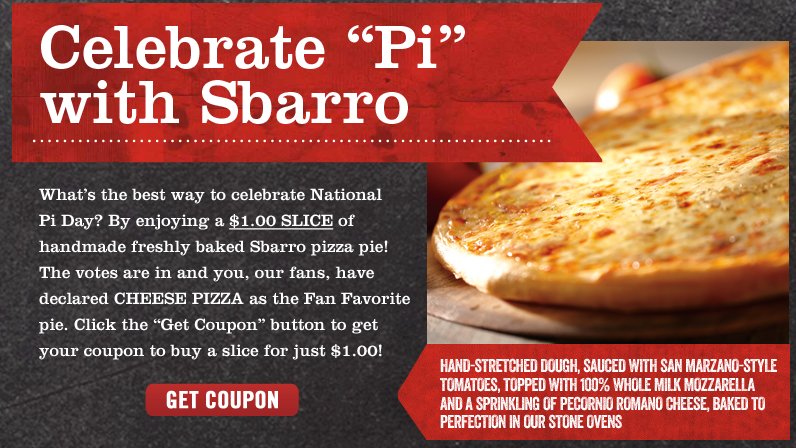 Celebrate “Pi”
with Sbarro
What’s the best way to celebrate National
Pi Day? By enjoying a $1.00 SLICE of
handmade freshly baked Sbarro pizza pie!
The votes are in and you, our fans, have
declared CHEESE PIZZA as the Fan Favorite
pie. Click the “Get Coupon” button to get
your coupon to buy a slice for just $1.00!
GET COUPON
HAND-STRETCHED DOUGH, SAUCED WITH SAN MARZANO-STYLE
TOMATOES, TOPPED WITH 100% WHOLE MILK MOZZARELLA
AND A SPRINKLING OF PECORNIO ROMANO CHEESE, BAKED TO
PERFECTION IN OUR STONE OVENS